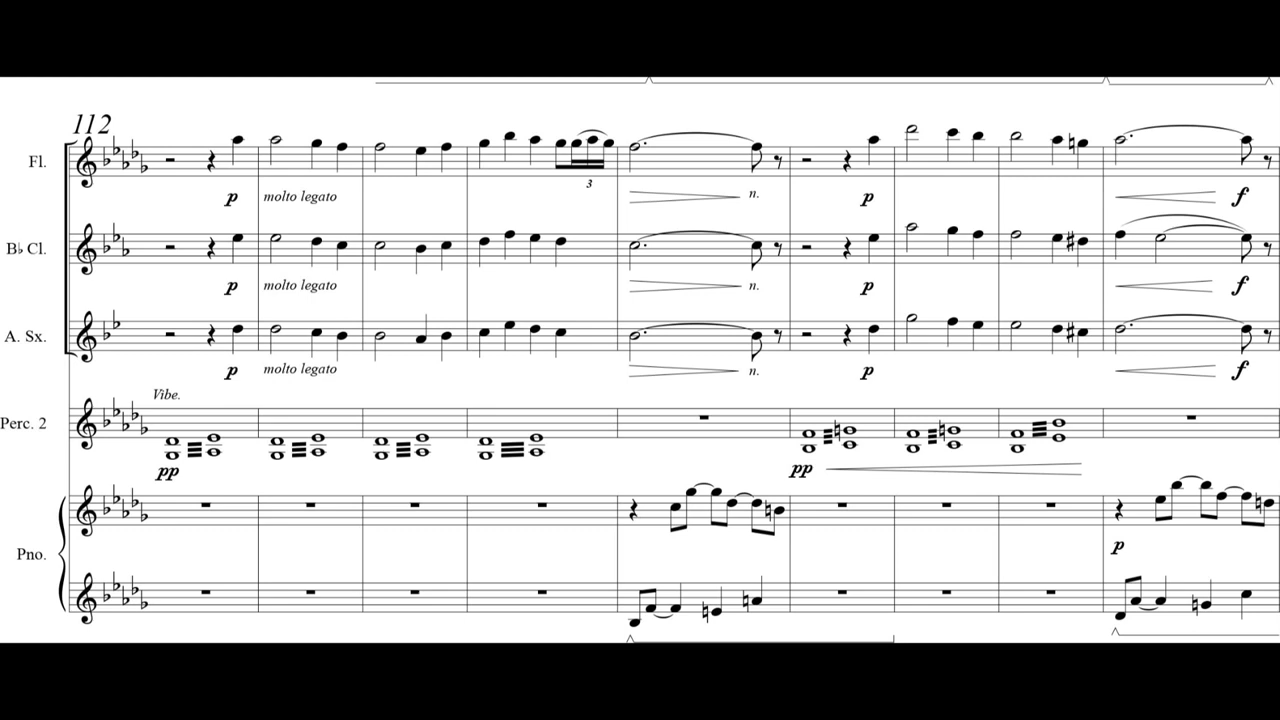 112
Fl.
p molto legato 3 n. p f
B♭ Cl.
p molto legato n. p f
A. Sx.
p molto legato n. p f
Vibe.
Perc. 2
pp pp
Pno.
p